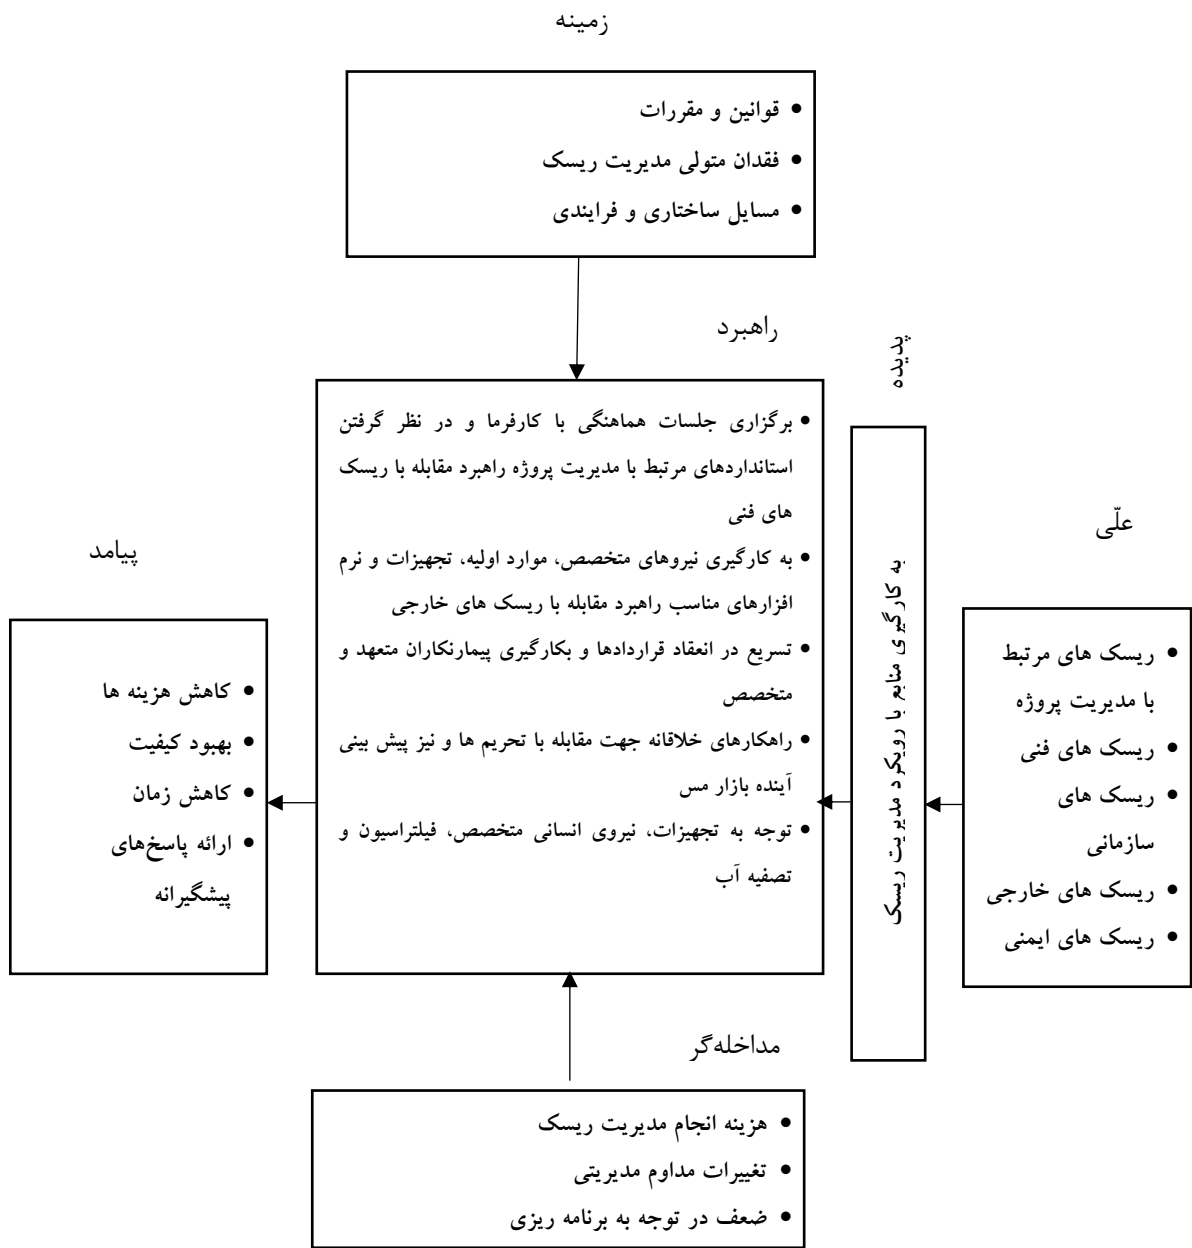 زمینه
• قوانین و مقررات
• فقدان متولی مدیریت ریسک
• مسایل ساختاری و فرایندی
راهبرد
• برگزاری جلسات هماهنگی با کارفرما و در نظر گرفتن
استانداردهای مرتبط با مدیریت پروژه راهبرد مقابله با ریسک
های فنی
• به کارگیری نیروهای متخصص، موارد اولیه، تجهیزات و نرم
افزارهای مناسب راهبرد مقابله با ریسک های خارجی
• تسریع در انعقاد قراردادها و بکارگیری پیمارنکاران متعهد و
متخصص
• راهکارهای خلاقانه جهت مقابله با تحریم ها و نیز پیش بینی
آینده بازار مس
• توجه به تجهیزات، نیروی انسانی متخصص، فیلتراسیون و
تصفیه آب
پدیده
به کارگیری منابع با رویکرد مدیریت ریسک
علّی
• ریسک های مرتبط
با مدیریت پروژه
• ریسک های فنی
• ریسک های
سازمانی
• ریسک های خارجی
• ریسک های ایمنی
پیامد
• کاهش هزینه ها
• بهبود کیفیت
• کاهش زمان
• ارائه پاسخ‌های
پیشگیرانه
مداخله‌گر
• هزینه انجام مدیریت ریسک
• تغییرات مداوم مدیریتی
• ضعف در توجه به برنامه ریزی